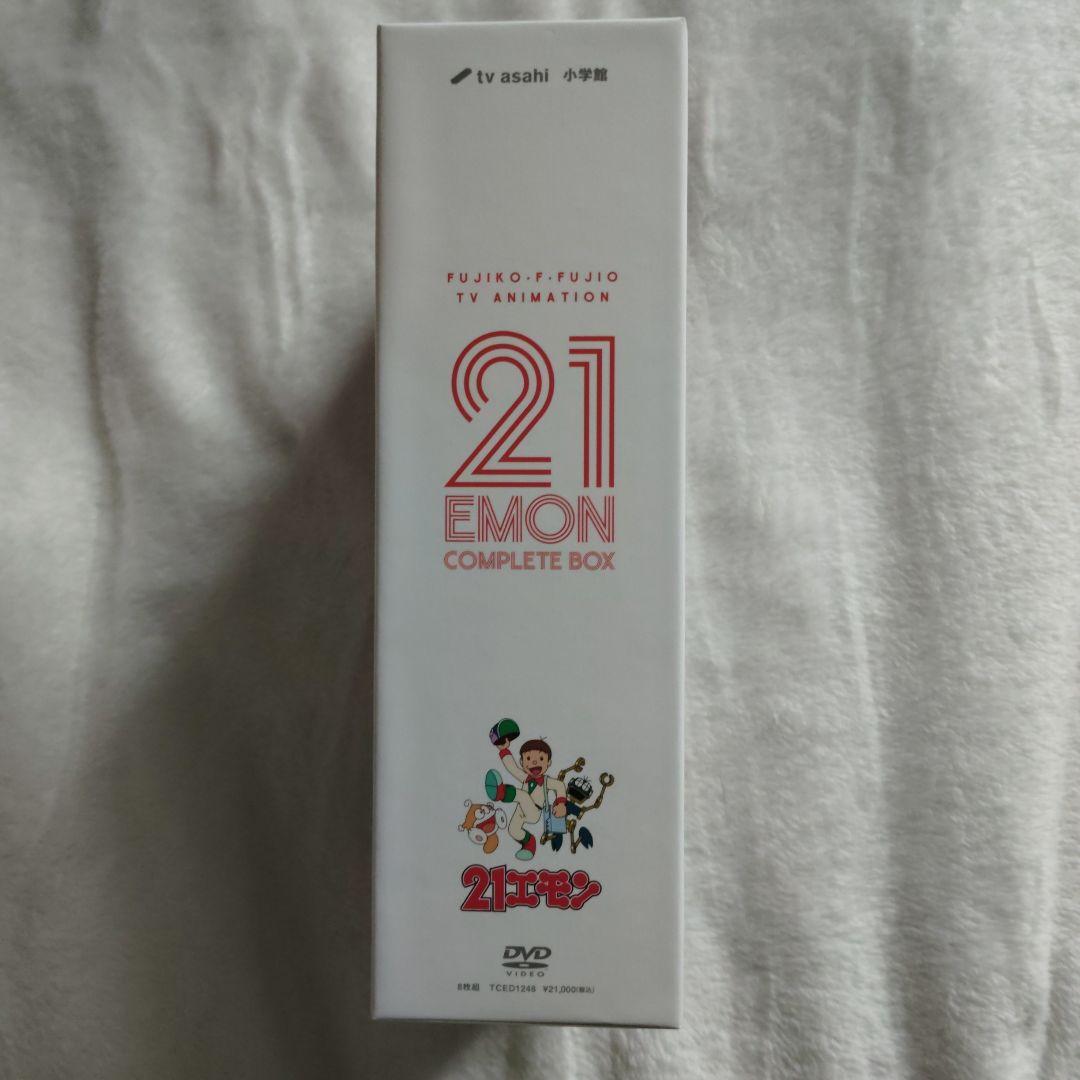 tv asahi 小学館
FUJIKO·F·FUJIO
TV ANIMATION
21
EMON
COMPLETE BOX
21エモン
DVD
VIDEO
8枚組 TCED1248 ¥21,000(税込)